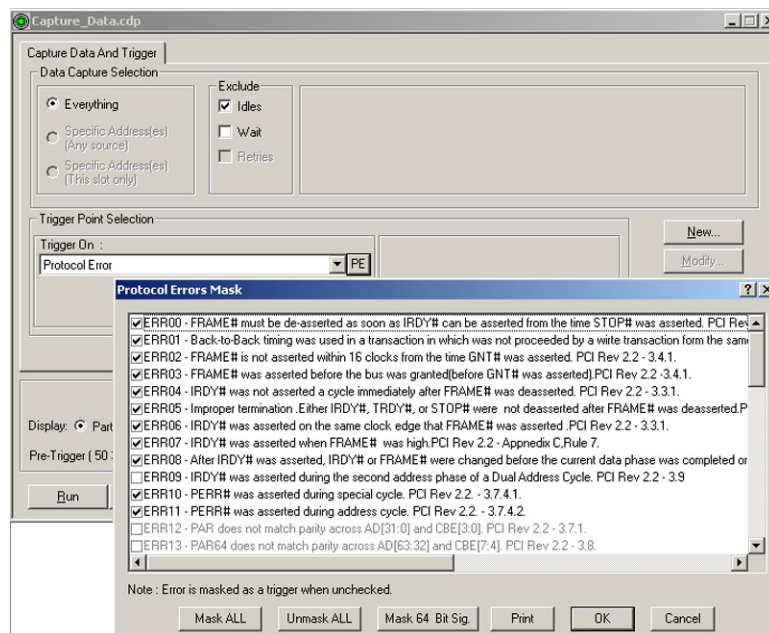 Capture_Data.cdp
Capture Data And Trigger
Data Capture Selection
Everything
Specific Address(es)
(Any source)
Specific Address(es)
(This slot only)
Exclude
Idles
Wait
Retries
Trigger Point Selection
Trigger On :
Protocol Error
PE
New...
Modify...
Display:
Part
Pre-Trigger ( 50
Run
Protocol Errors Mask
ERR00 - FRAME# must be de-asserted as soon as IRDY# can be asserted from the time STOP# was asserted. PCI Rev
ERR01 - Back-to-Back timing was used in a transaction in which was not proceeded by a wirte transaction form the same
ERR02 - FRAME# is not asserted within 16 clocks from the time GNT# was asserted. PCI Rev 2.2 - 3.4.1.
ERR03 - FRAME# was asserted before the bus was granted(before GNT# was asserted).PCI Rev 2.2 -3.4.1.
ERR04 - IRDY# was not asserted a cycle immediately after FRAME# was deasserted. PCI Rev 2.2 - 3.3.1.
ERR05 - Improper termination .Either IRDY#, TRDY#, or STOP# were not deasserted after FRAME# was deasserted.P
ERR06 - IRDY# was asserted on the same clock edge that FRAME# was asserted .PCI Rev 2.2 - 3.3.1.
ERR07 - IRDY# was asserted when FRAME# was high.PCI Rev 2.2 - Appnedix C,Rule 7.
ERR08 - After IRDY# was asserted, IRDY# or FRAME# were changed before the current data phase was completed or
ERR09 - IRDY# was asserted during the second address phase of a Dual Address Cycle. PCI Rev 2.2 - 3.9
ERR10 - PERR# was asserted during special cycle. PCI Rev 2.2. - 3.7.4.1.
ERR11 - PERR# was asserted during address cycle. PCI Rev 2.2. - 3.7.4.2.
ERR12 - PAR does not match parity across AD[31:0] and CBE[3:0]. PCI Rev 2.2 - 3.7.1.
ERR13 - PAR64 does not match parity across AD[63:32] and CBE[7:4]. PCI Rev 2.2 - 3.8.
Note : Error is masked as a trigger when unchecked.
Mask ALL
Unmask ALL
Mask 64 Bit Sig.
Print
OK
Cancel